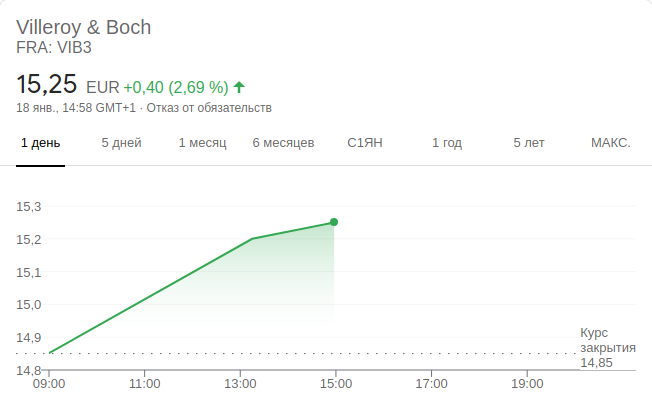 Villeroy & Boch
FRA: VIB3
15,25 EUR +0,40 (2,69 %)
18 янв., 14:58 GMT+1 · Отказ от обязательств
1 день 5 дней 1 месяц 6 месяцев С1ЯН 1 год 5 лет МАКС.
15,3
15,2
15,1
15,0
14,9
14,8
Курс
закрытия
14,85
09:00 11:00 13:00 15:00 17:00 19:00